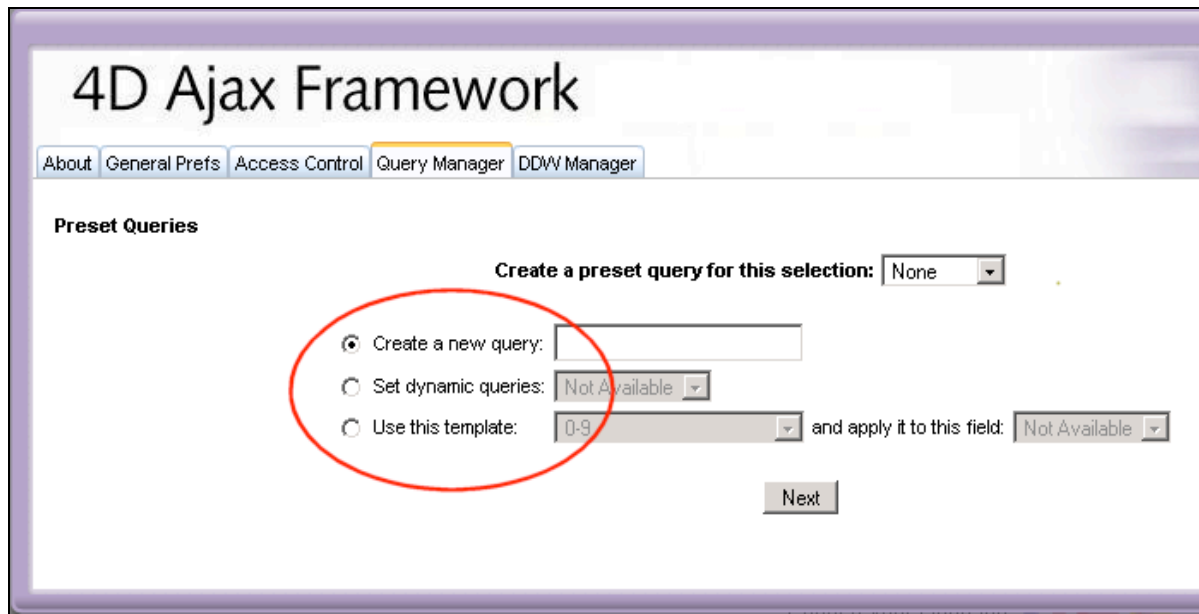 4D Ajax Framework
About General Prefs Access Control Query Manager DDW Manager
Preset Queries
Create a preset query for this selection: None
Create a new query:
Set dynamic queries: Not Available
Use this template: 0-9 and apply it to this field: Not Available
Next